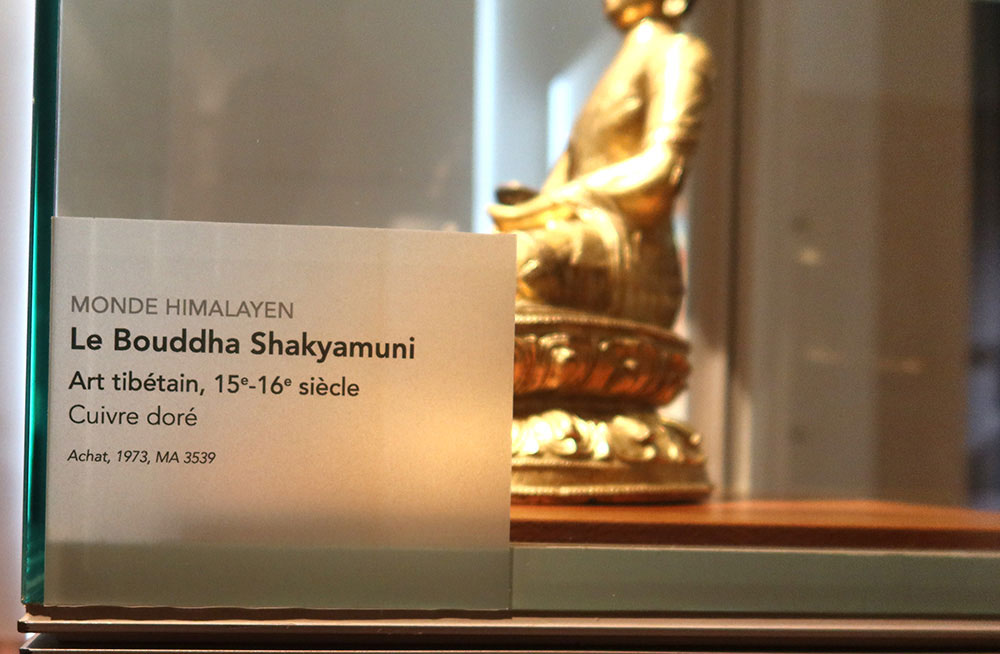 MONDE HIMALAYEN
Le Bouddha Shakyamuni
Art tibétain, 15ᵉ-16ᵉ siècle
Cuivre doré
Achat, 1973, MA 3539